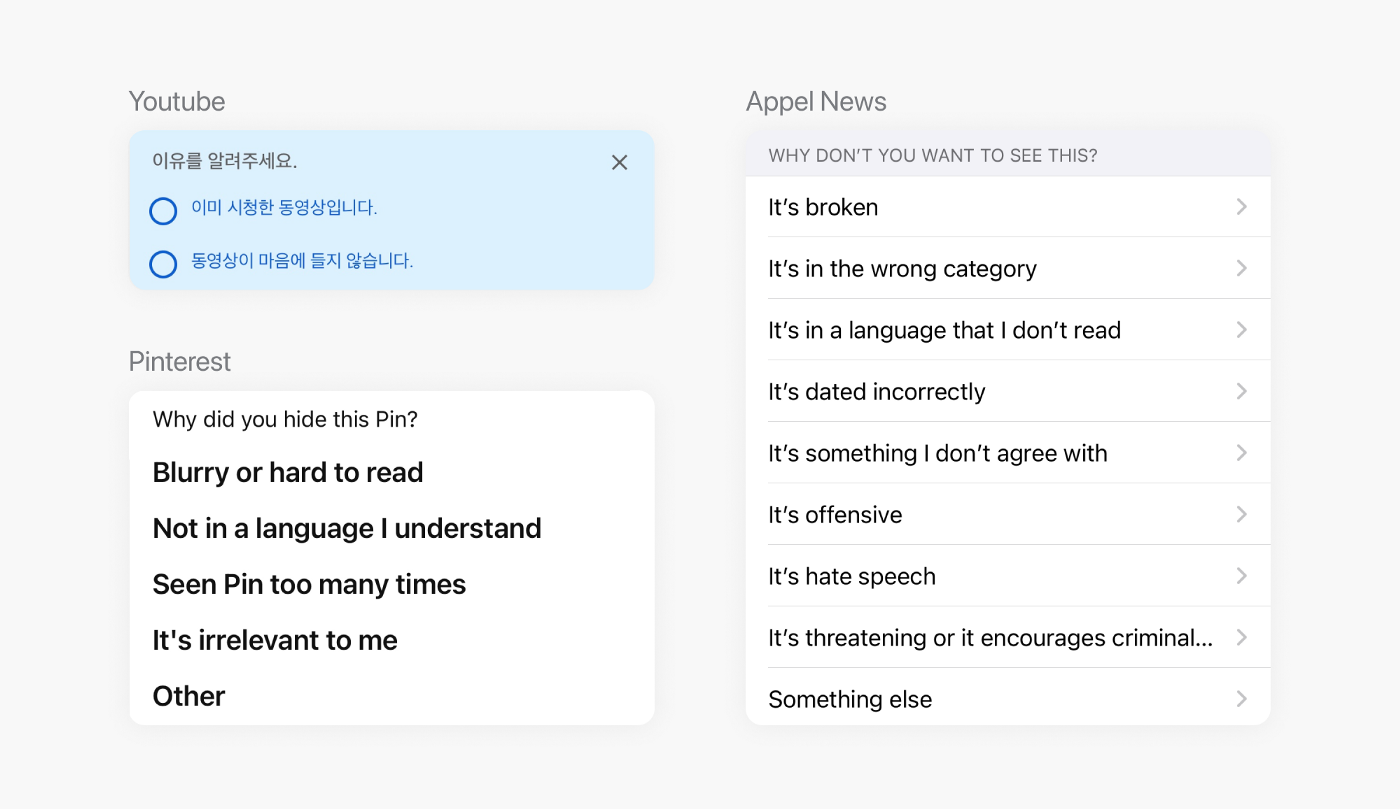 Youtube
이유를 알려주세요.
이미 시청한 동영상입니다.
동영상이 마음에 들지 않습니다.
Pinterest
Why did you hide this Pin?
Blurry or hard to read
Not in a language I understand
Seen Pin too many times
It's irrelevant to me
Other
Appel News
WHY DON’T YOU WANT TO SEE THIS?
It’s broken
It’s in the wrong category
It’s in a language that I don’t read
It’s dated incorrectly
It’s something I don’t agree with
It’s offensive
It’s hate speech
It’s threatening or it encourages criminal...
Something else